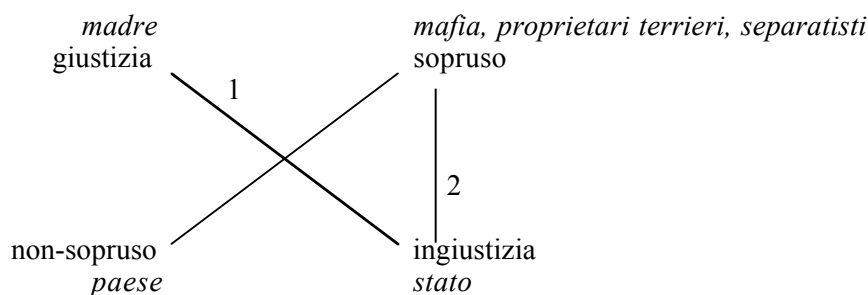 madre
giustizia
mafia, proprietari terrieri, separatisti
sopruso
1
2
non-sopruso
paese
ingiustizia
stato